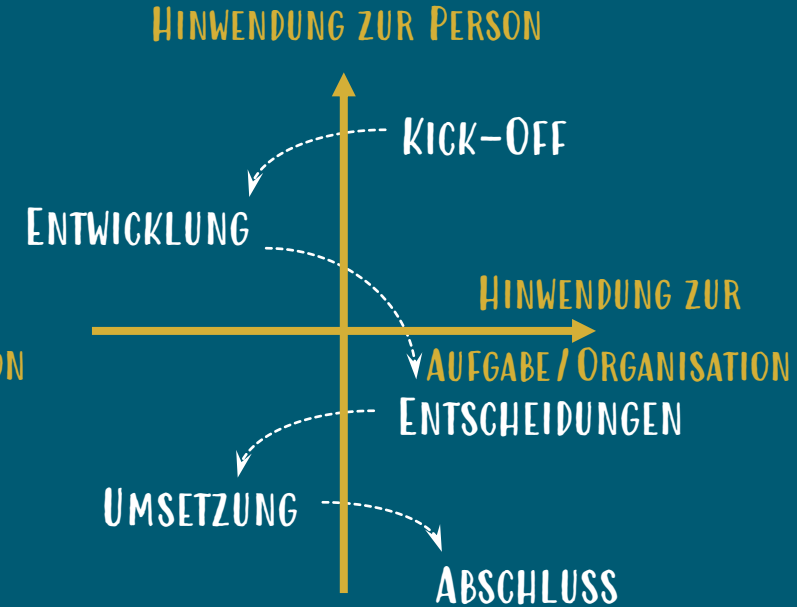 Hinwendung zur Person
Kick-Off
Entwicklung
Hinwendung zur
Aufgabe/Organisation
Entscheidungen
Umsetzung
Abschluss